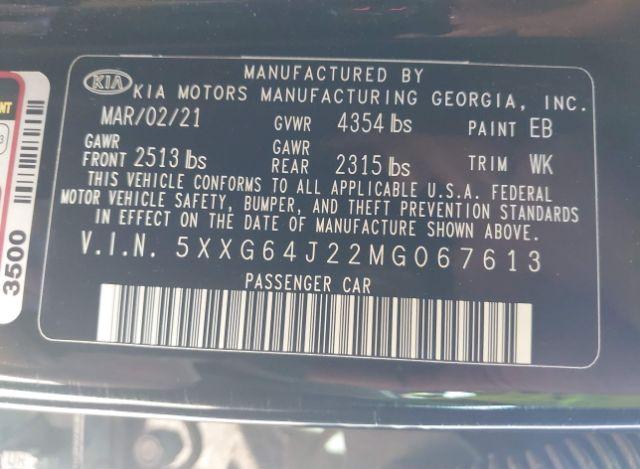 MANUFACTURED BY
KIA KIA MOTORS MANUFACTURING GEORGIA, INC.
MAR/02/21 GVWR 4354 lbs PAINT EB
GAWR FRONT 2513 lbs GAWR REAR 2315 lbs TRIM WK
THIS VEHICLE CONFORMS TO ALL APPLICABLE U.S.A. FEDERAL
MOTOR VEHICLE SAFETY, BUMPER, AND THEFT PREVENTION STANDARDS
IN EFFECT ON THE DATE OF MANUFACTURE SHOWN ABOVE.
V.I.N. 5XXG64J22MG067613
PASSENGER CAR
3500